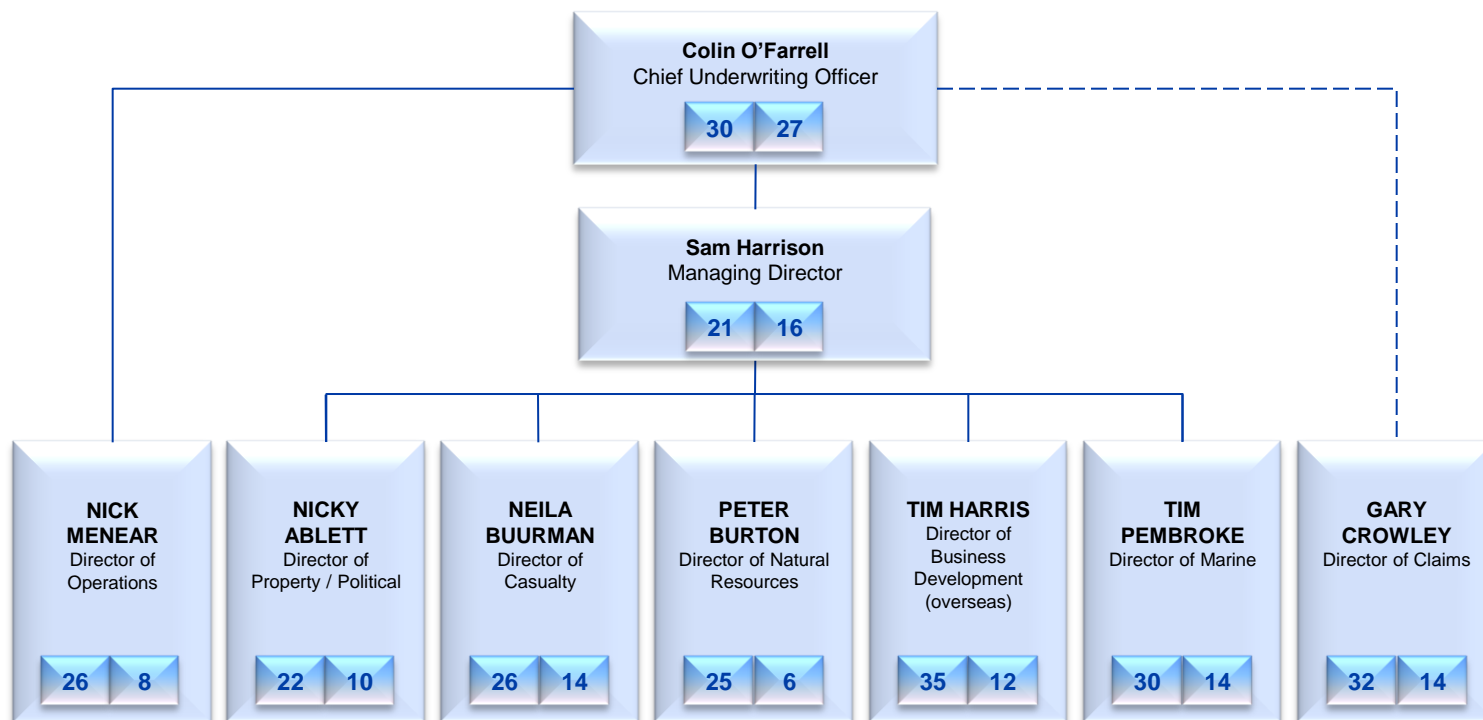 Colin O’Farrell
Chief Underwriting Officer
30 27
Sam Harrison
Managing Director
21 16
NICK
MENEAR
Director of
Operations
26 8
NICKY
ABLETT
Director of
Property / Political
22 10
NEILA
BUURMAN
Director of
Casualty
26 14
PETER
BURTON
Director of Natural
Resources
25 6
TIM HARRIS
Director of
Business
Development
(overseas)
35 12
TIM
PEMBROKE
Director of Marine
30 14
GARY
CROWLEY
Director of Claims
32 14